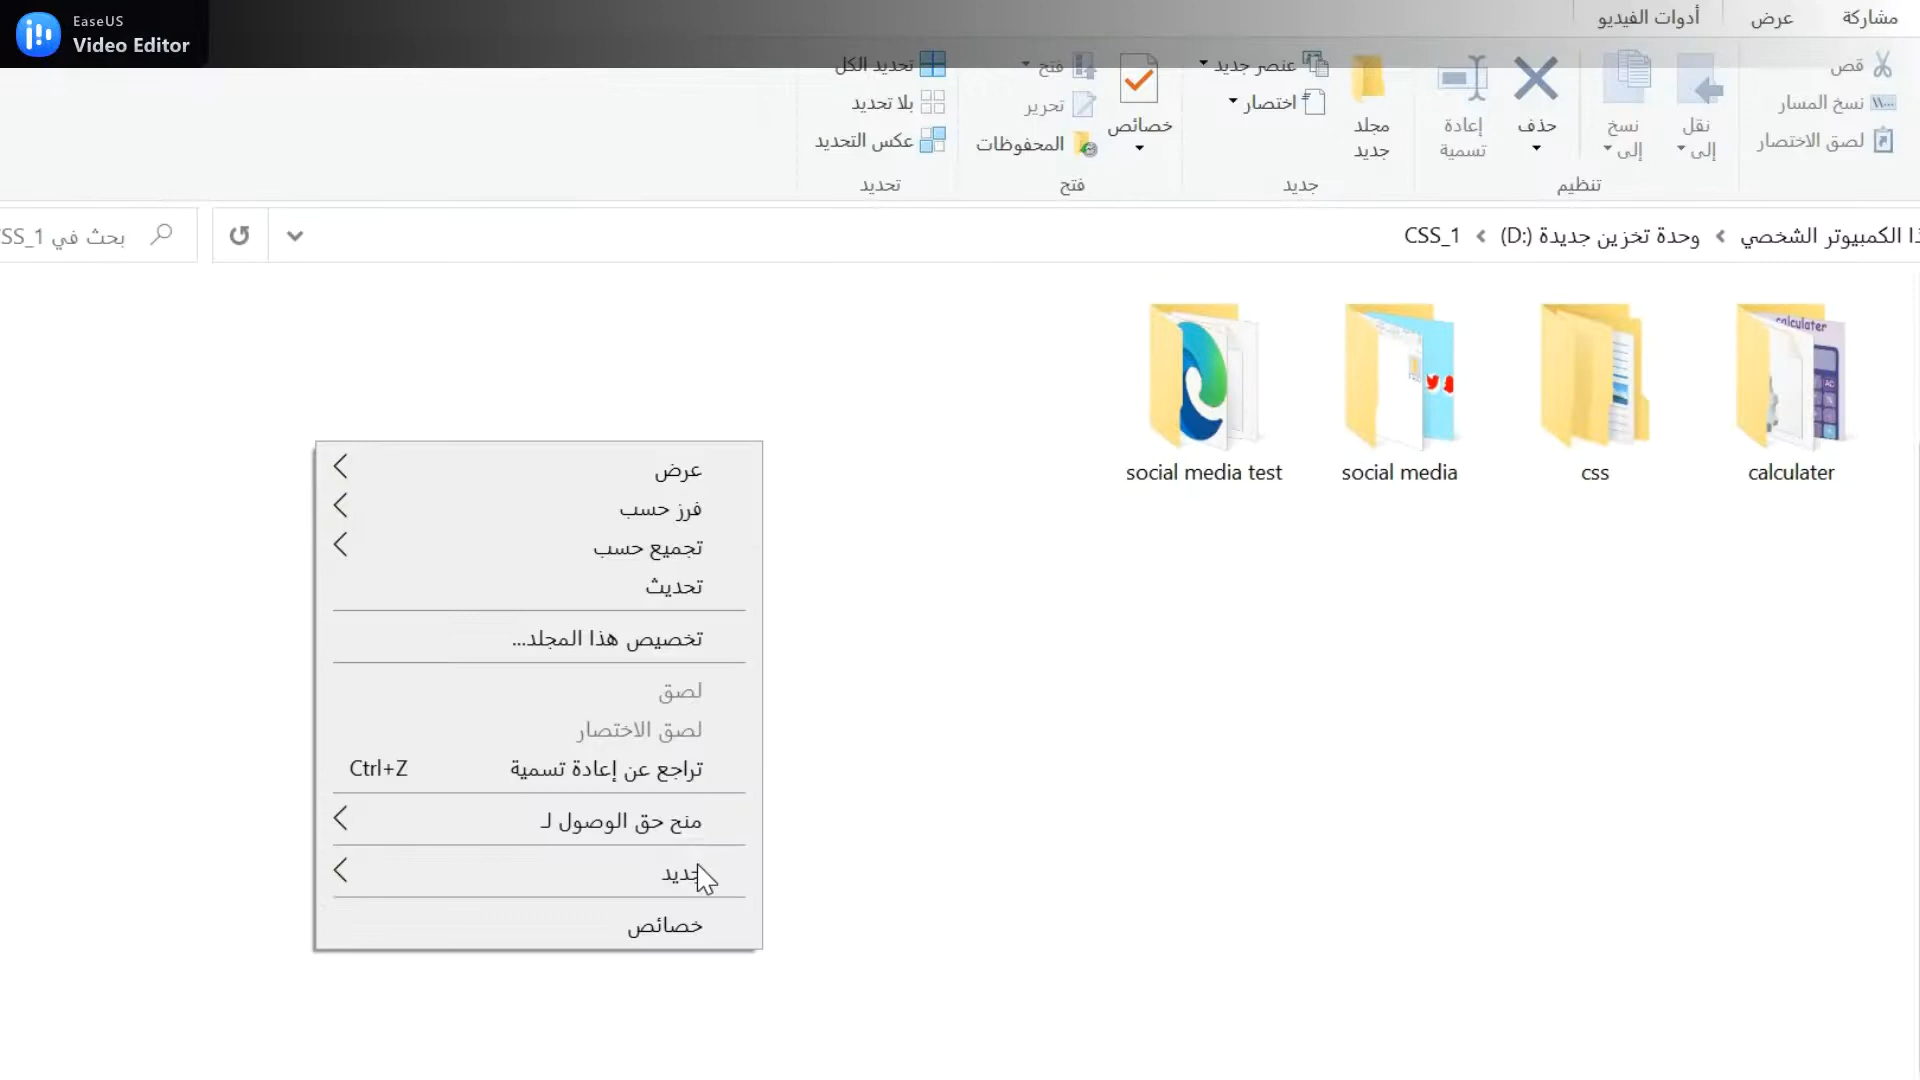 EaseUS
Video Editor
مشاركة
عرض
أدوات الفيديو
قص
نسخ المسار
لصق الاختصار
نقل
إلى
نسخ
إلى
حذف
إعادة
تسمية
تنظيم
مجلد
جديد
عنصر جديد
اختصار
جديد
خصائص
فتح
تحرير
المحفوظات
فتح
تحديد الكل
بلا تحديد
عكس التحديد
تحديد
الكمبيوتر الشخصي > وحدة تخزين جديدة (D:) > CSS_1
بحث في CSS_1
calculater
calculater
css
social media
social media test
عرض
فرز حسب
تجميع حسب
تحديث
تخصيص هذا المجلد...
لصق
لصق الاختصار
تراجع عن إعادة تسمية Ctrl+Z
منح حق الوصول لـ
جديد
خصائص